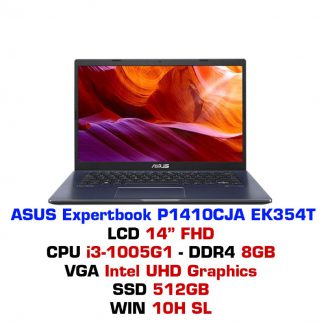 ASUS
ASUS Expertbook P1410CJA EK354T
LCD 14” FHD
CPU i3-1005G1 - DDR4 8GB
VGA Intel UHD Graphics
SSD 512GB
WIN 10H SL